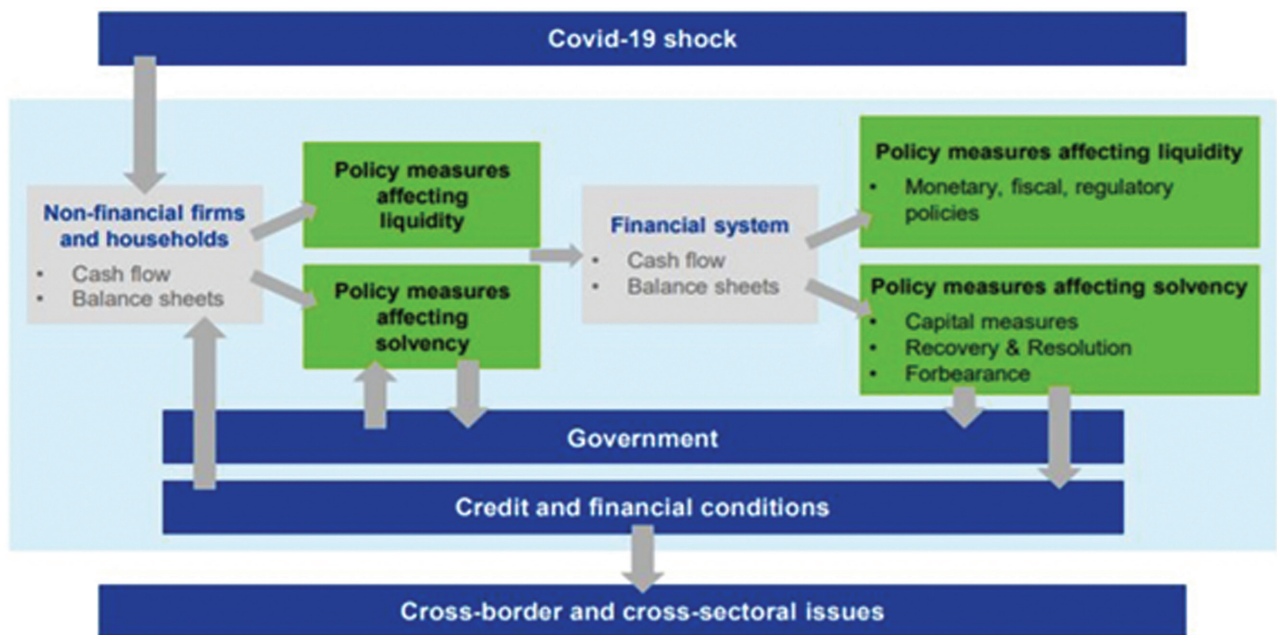 Covid-19 shock
Non-financial firms
and households
• Cash flow
• Balance sheets
Policy measures
affecting
liquidity
Policy measures
affecting
solvency
Financial system
• Cash flow
• Balance sheets
Policy measures affecting liquidity
• Monetary, fiscal, regulatory
policies
Policy measures affecting solvency
• Capital measures
• Recovery & Resolution
• Forbearance
Government
Credit and financial conditions
Cross-border and cross-sectoral issues